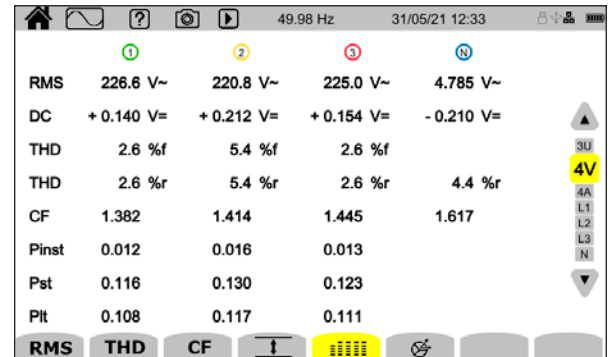 ? 49.98 Hz 31/05/21 12:33
1 2 3 N
RMS 226.6 V~ 220.8 V~ 225.0 V~ 4.785 V~
DC + 0.140 V= + 0.212 V= + 0.154 V= - 0.210 V=
THD 2.6 %f 5.4 %f 2.6 %f
THD 2.6 %r 5.4 %r 2.6 %r 4.4 %r
CF 1.382 1.414 1.445 1.617
Pinst 0.012 0.016 0.013
Pst 0.116 0.130 0.123
Plt 0.108 0.117 0.111
3U
4V
4A
L1
L2
L3
N
RMS THD CF